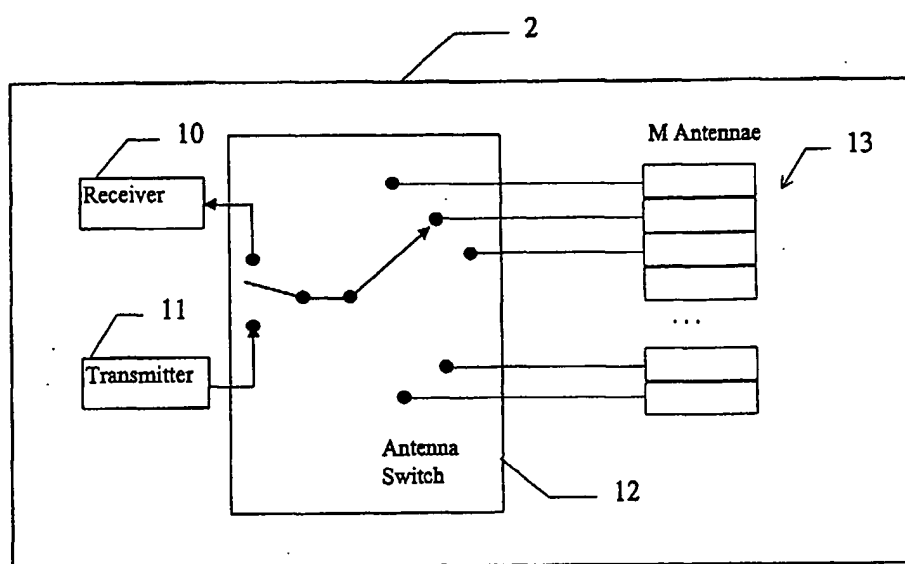 2
10
M Antennae
13
Receiver
11
...
Transmitter
Antenna
Switch
12